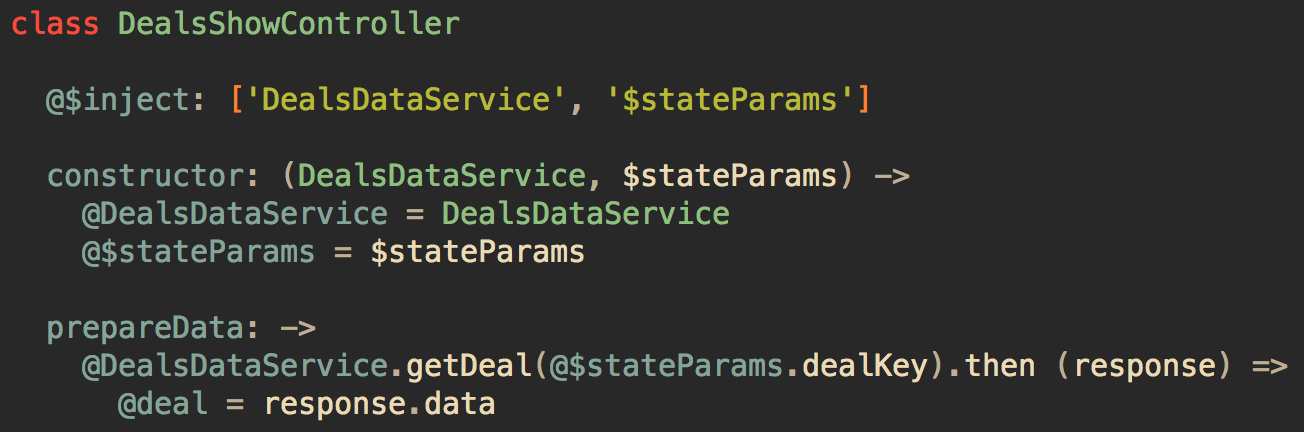 class DealsShowController
@$inject: ['DealsDataService', '$stateParams']
constructor: (DealsDataService, $stateParams) ->
@DealsDataService = DealsDataService
@$stateParams = $stateParams
prepareData: ->
@DealsDataService.getDeal(@$stateParams.dealKey).then (response) =>
@deal = response.data